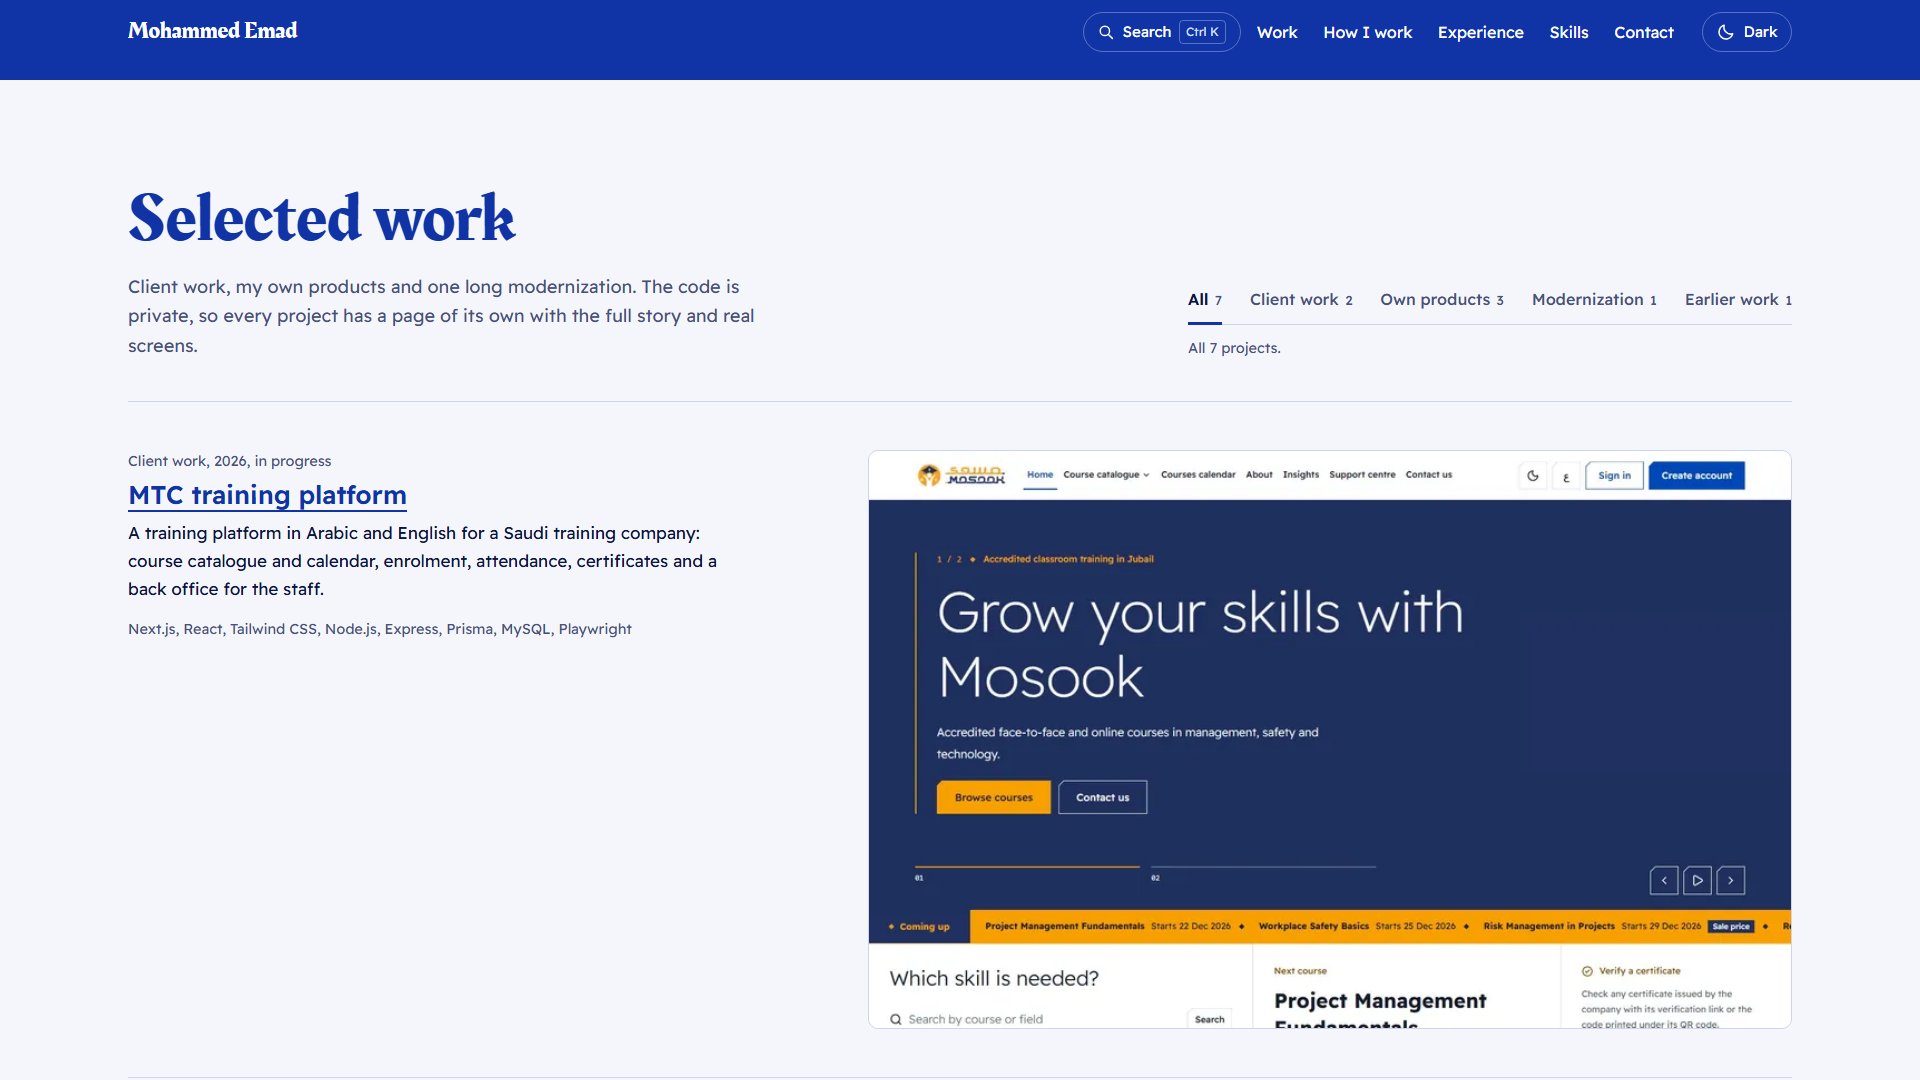 Mohammed Emad
Search Ctrl K
Work
How I work
Experience
Skills
Contact
Dark
Selected work
Client work, my own products and one long modernization. The code is
private, so every project has a page of its own with the full story and real
screens.
All 7
Client work 2
Own products 3
Modernization 1
Earlier work 1
All 7 projects.
Client work, 2026, in progress
MTC training platform
A training platform in Arabic and English for a Saudi training company:
course catalogue and calendar, enrolment, attendance, certificates and a
back office for the staff.
Next.js, React, Tailwind CSS, Node.js, Express, Prisma, MySQL, Playwright
MOSOOK
Home
Course catalogue
Courses calendar
About
Insights
Support centre
Contact us
ع
Sign in
Create account
1 / 2 ◆ Accredited classroom training in Jubail
Grow your skills with
Mosook
Accredited face-to-face and online courses in management, safety and
technology.
Browse courses
Contact us
01
02
◆ Coming up
Project Management Fundamentals Starts 22 Dec 2026 ◆ Workplace Safety Basics Starts 25 Dec 2026 ◆ Risk Management in Projects Starts 29 Dec 2026 Sale price ◆
Which skill is needed?
Search by course or field
Search
Next course
Project Management
Fundamentals
Verify a certificate
Check any certificate issued by the
company with its verification link or the
code printed under its QR code.